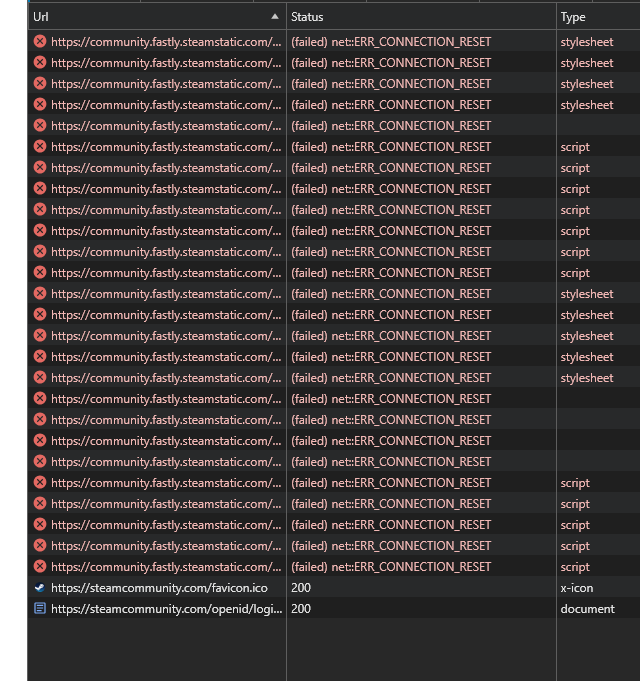 Url Status Type
https://community.fastly.steamstatic.com/... (failed) net::ERR_CONNECTION_RESET stylesheet
https://community.fastly.steamstatic.com/... (failed) net::ERR_CONNECTION_RESET stylesheet
https://community.fastly.steamstatic.com/... (failed) net::ERR_CONNECTION_RESET stylesheet
https://community.fastly.steamstatic.com/... (failed) net::ERR_CONNECTION_RESET stylesheet
https://community.fastly.steamstatic.com/... (failed) net::ERR_CONNECTION_RESET
https://community.fastly.steamstatic.com/... (failed) net::ERR_CONNECTION_RESET script
https://community.fastly.steamstatic.com/... (failed) net::ERR_CONNECTION_RESET script
https://community.fastly.steamstatic.com/... (failed) net::ERR_CONNECTION_RESET script
https://community.fastly.steamstatic.com/... (failed) net::ERR_CONNECTION_RESET script
https://community.fastly.steamstatic.com/... (failed) net::ERR_CONNECTION_RESET script
https://community.fastly.steamstatic.com/... (failed) net::ERR_CONNECTION_RESET script
https://community.fastly.steamstatic.com/... (failed) net::ERR_CONNECTION_RESET script
https://community.fastly.steamstatic.com/... (failed) net::ERR_CONNECTION_RESET stylesheet
https://community.fastly.steamstatic.com/... (failed) net::ERR_CONNECTION_RESET stylesheet
https://community.fastly.steamstatic.com/... (failed) net::ERR_CONNECTION_RESET stylesheet
https://community.fastly.steamstatic.com/... (failed) net::ERR_CONNECTION_RESET stylesheet
https://community.fastly.steamstatic.com/... (failed) net::ERR_CONNECTION_RESET stylesheet
https://community.fastly.steamstatic.com/... (failed) net::ERR_CONNECTION_RESET
https://community.fastly.steamstatic.com/... (failed) net::ERR_CONNECTION_RESET
https://community.fastly.steamstatic.com/... (failed) net::ERR_CONNECTION_RESET
https://community.fastly.steamstatic.com/... (failed) net::ERR_CONNECTION_RESET
https://community.fastly.steamstatic.com/... (failed) net::ERR_CONNECTION_RESET script
https://community.fastly.steamstatic.com/... (failed) net::ERR_CONNECTION_RESET script
https://community.fastly.steamstatic.com/... (failed) net::ERR_CONNECTION_RESET script
https://community.fastly.steamstatic.com/... (failed) net::ERR_CONNECTION_RESET script
https://community.fastly.steamstatic.com/... (failed) net::ERR_CONNECTION_RESET script
https://steamcommunity.com/favicon.ico 200 x-icon
https://steamcommunity.com/openid/logi... 200 document